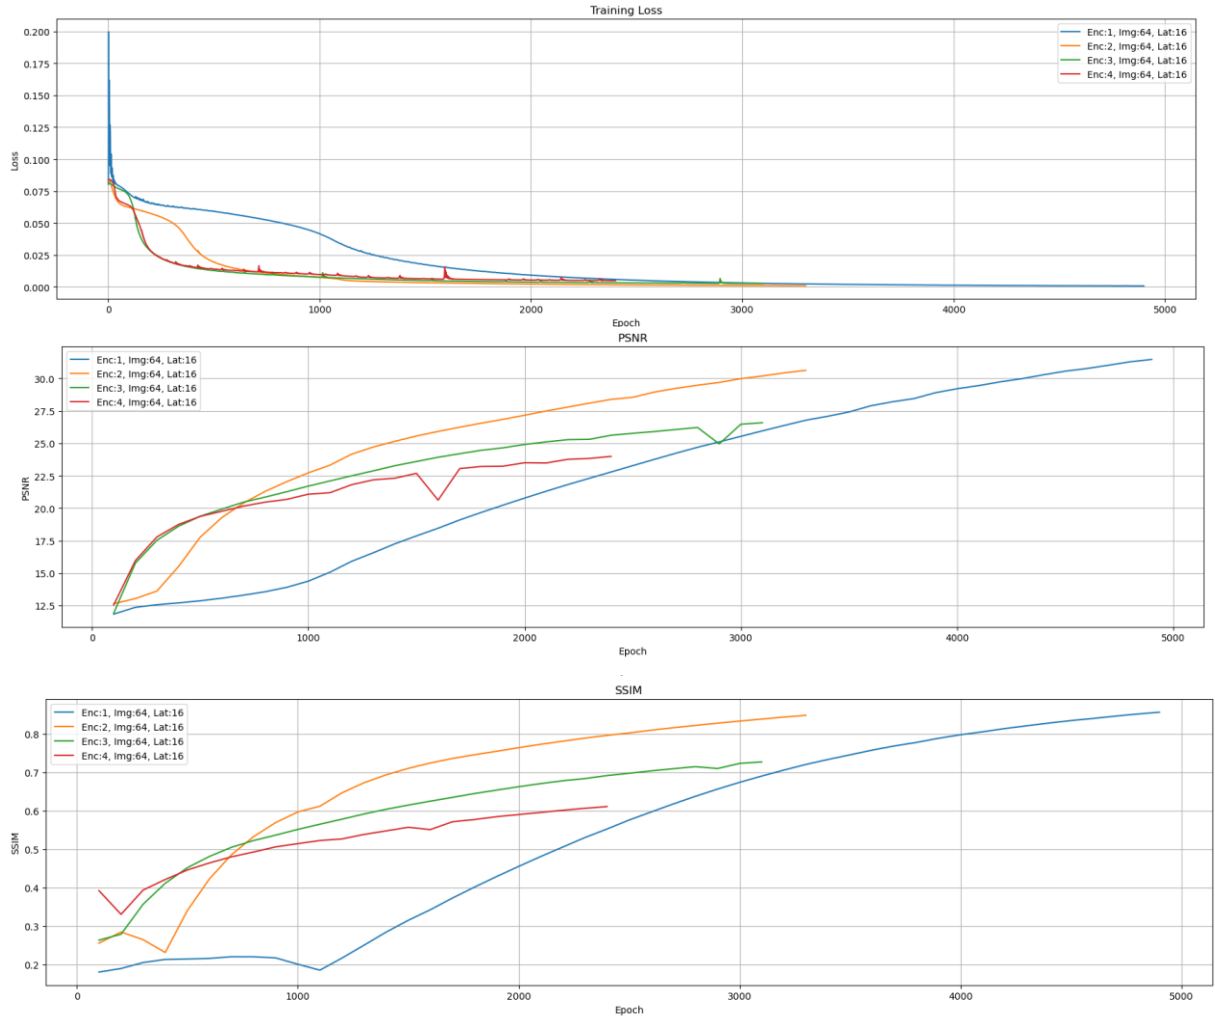 Training Loss
0.200
0.175
0.150
0.125
0.100
0.075
0.050
0.025
0.000
Loss
Enc:1, Img:64, Lat:16
Enc:2, Img:64, Lat:16
Enc:3, Img:64, Lat:16
Enc:4, Img:64, Lat:16
0 1000 2000 3000 4000 5000
Epoch
PSNR
30.0
27.5
25.0
22.5
20.0
17.5
15.0
12.5
PSNR
Enc:1, Img:64, Lat:16
Enc:2, Img:64, Lat:16
Enc:3, Img:64, Lat:16
Enc:4, Img:64, Lat:16
0 1000 2000 3000 4000 5000
Epoch
SSIM
0.8
0.7
0.6
0.5
0.4
0.3
0.2
SSIM
Enc:1, Img:64, Lat:16
Enc:2, Img:64, Lat:16
Enc:3, Img:64, Lat:16
Enc:4, Img:64, Lat:16
0 1000 2000 3000 4000 5000
Epoch